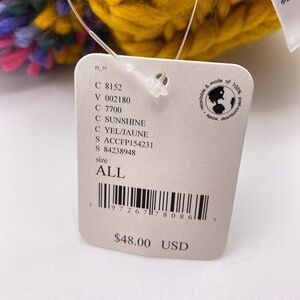 C 8152
V 002180
C 7700
C SUNSHINE
C YEL/JAUNE
S ACCFP154231
S 84238948
size
ALL
$48.00 USD